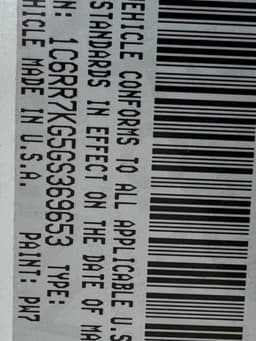 EHICLE CONFORMS TO ALL APPLICABLE U.S
STANDARDS IN EFFECT ON THE DATE OF MA
N: 1C6RR7KG5GS369653 TYPE:
HICLE MADE IN U.S.A. PAINT: PW7